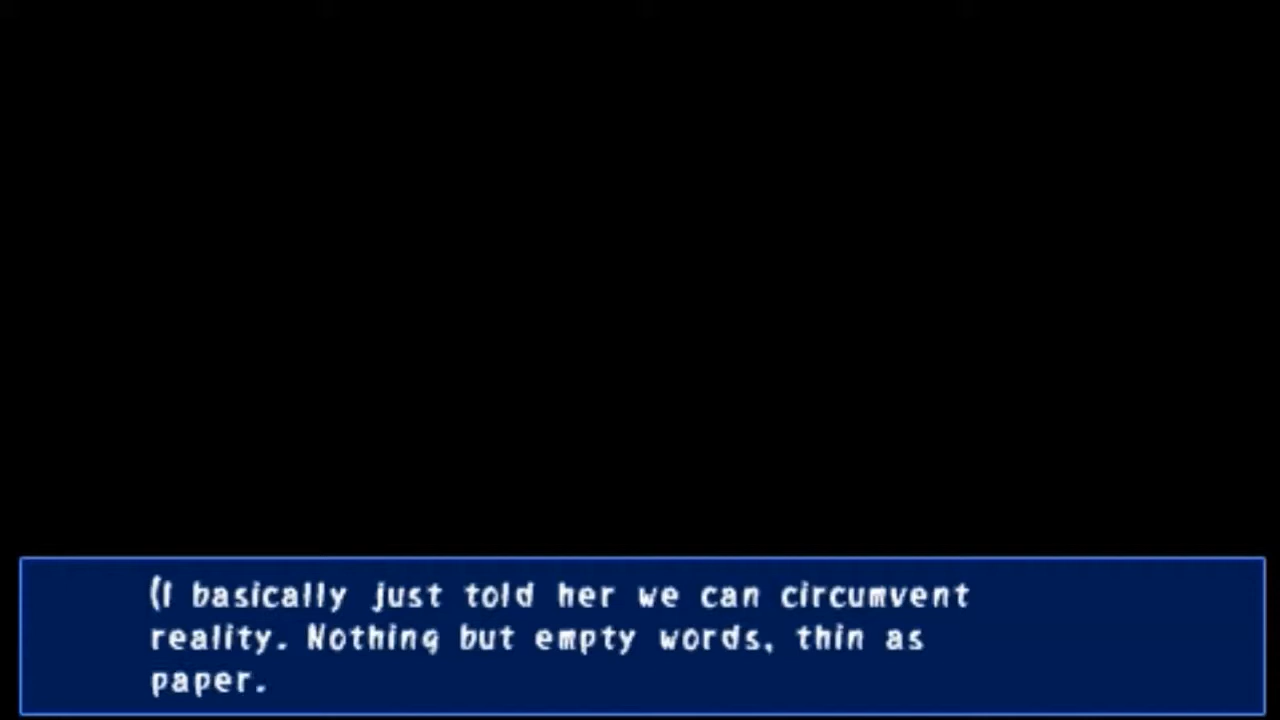 (I basically just told her we can circumvent
reality. Nothing but empty words, thin as
paper.